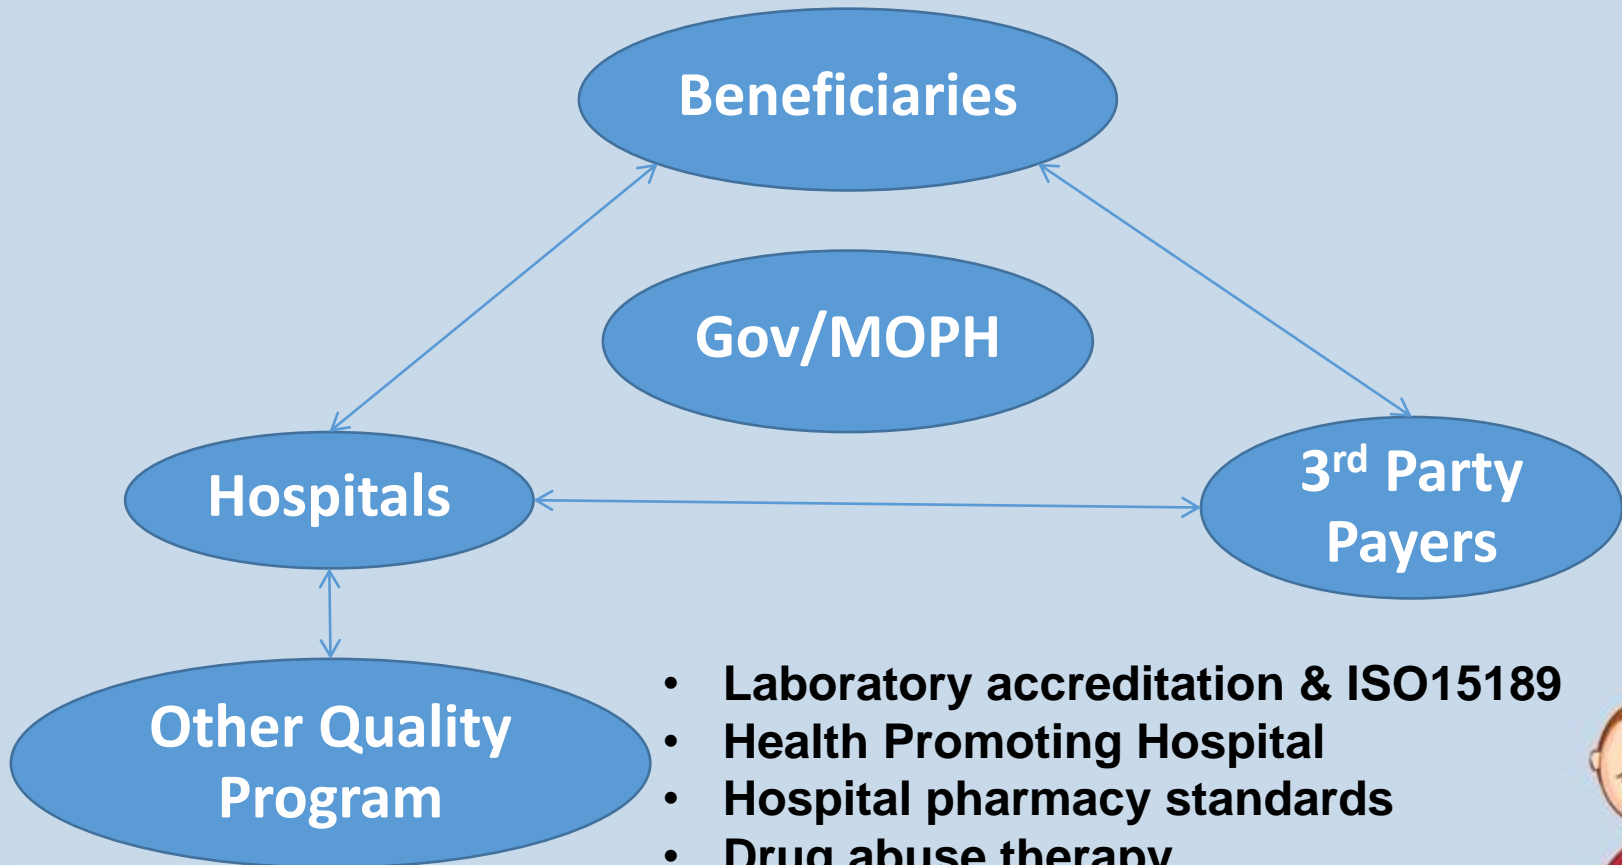 Beneficiaries
Gov/MOPH
Hospitals
3rd Party
Payers
Other Quality
Program
• Laboratory accreditation & ISO15189
• Health Promoting Hospital
• Hospital pharmacy standards
• Drug abuse therapy